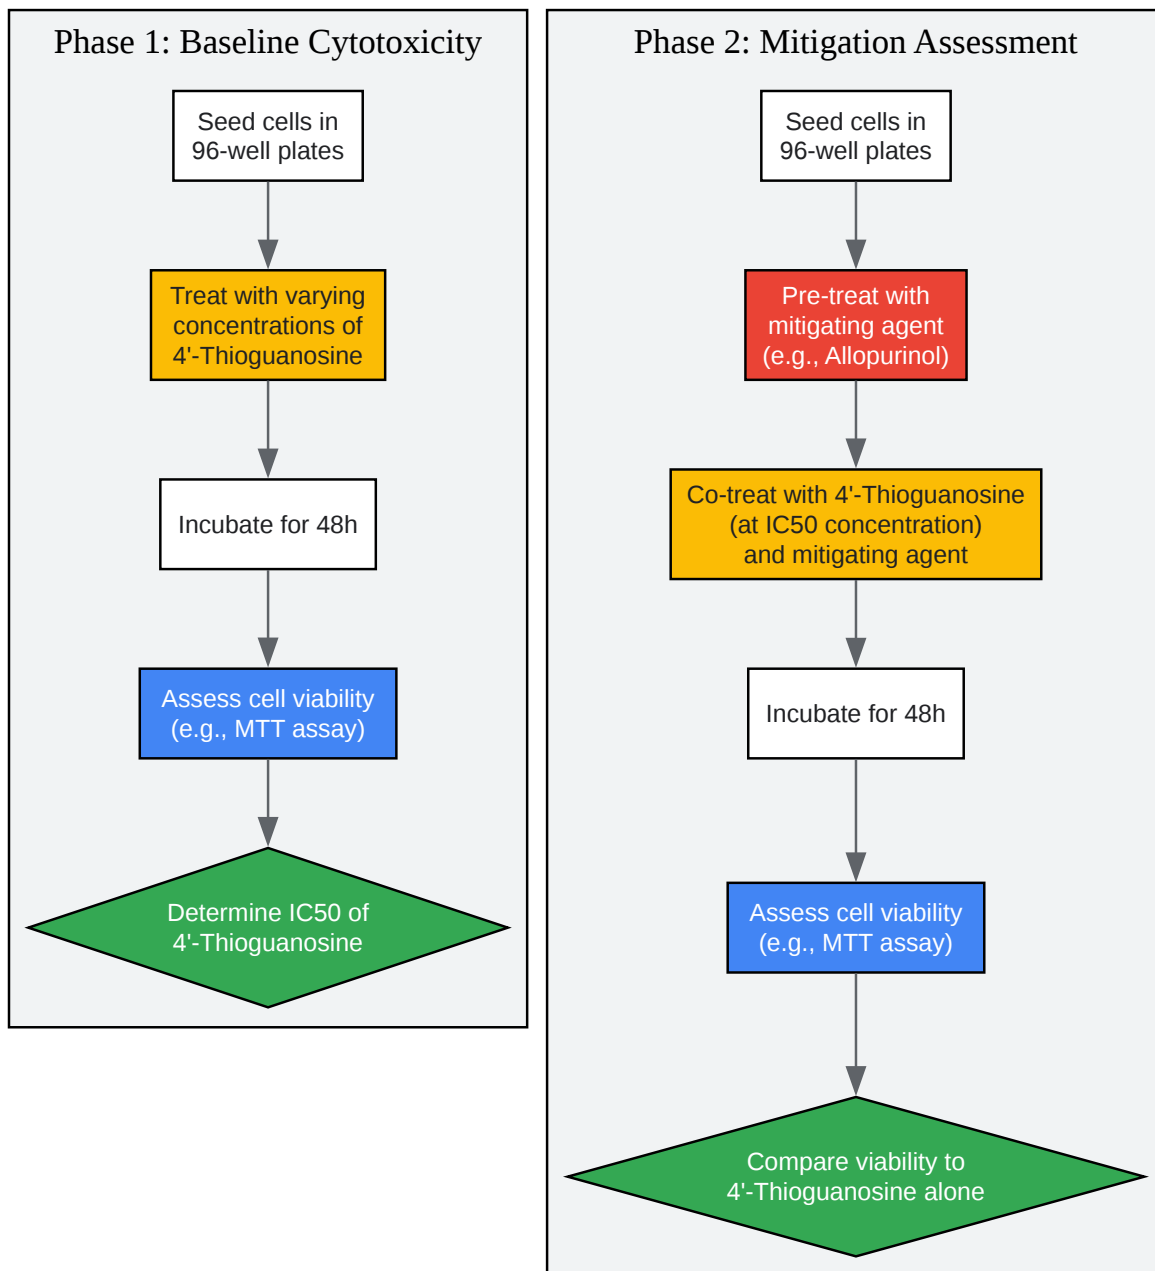 Phase 1: Baseline Cytotoxicity
Seed cells in
96-well plates
Treat with varying
concentrations of
4'-Thioguanosine
Incubate for 48h
Assess cell viability
(e.g., MTT assay)
Determine IC50 of
4'-Thioguanosine
Phase 2: Mitigation Assessment
Seed cells in
96-well plates
Pre-treat with
mitigating agent
(e.g., Allopurinol)
Co-treat with 4'-Thioguanosine
(at IC50 concentration)
and mitigating agent
Incubate for 48h
Assess cell viability
(e.g., MTT assay)
Compare viability to
4'-Thioguanosine alone